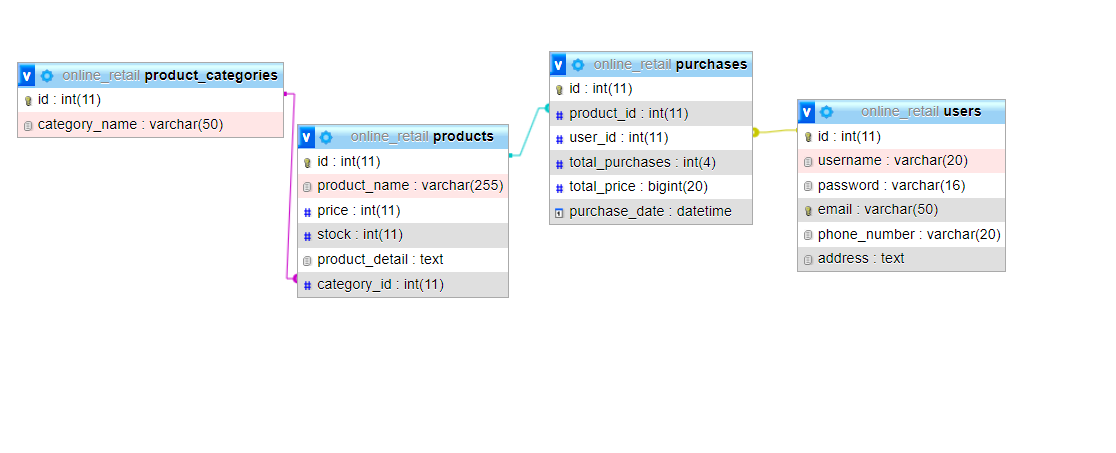 v online_retail product_categories
id : int(11)
category_name : varchar(50)
v online_retail products
id : int(11)
product_name : varchar(255)
# price : int(11)
# stock : int(11)
product_detail : text
# category_id : int(11)
v online_retail purchases
id : int(11)
# product_id : int(11)
# user_id : int(11)
# total_purchases : int(4)
# total_price : bigint(20)
purchase_date : datetime
v online_retail users
id : int(11)
username : varchar(20)
password : varchar(16)
email : varchar(50)
phone_number : varchar(20)
address : text